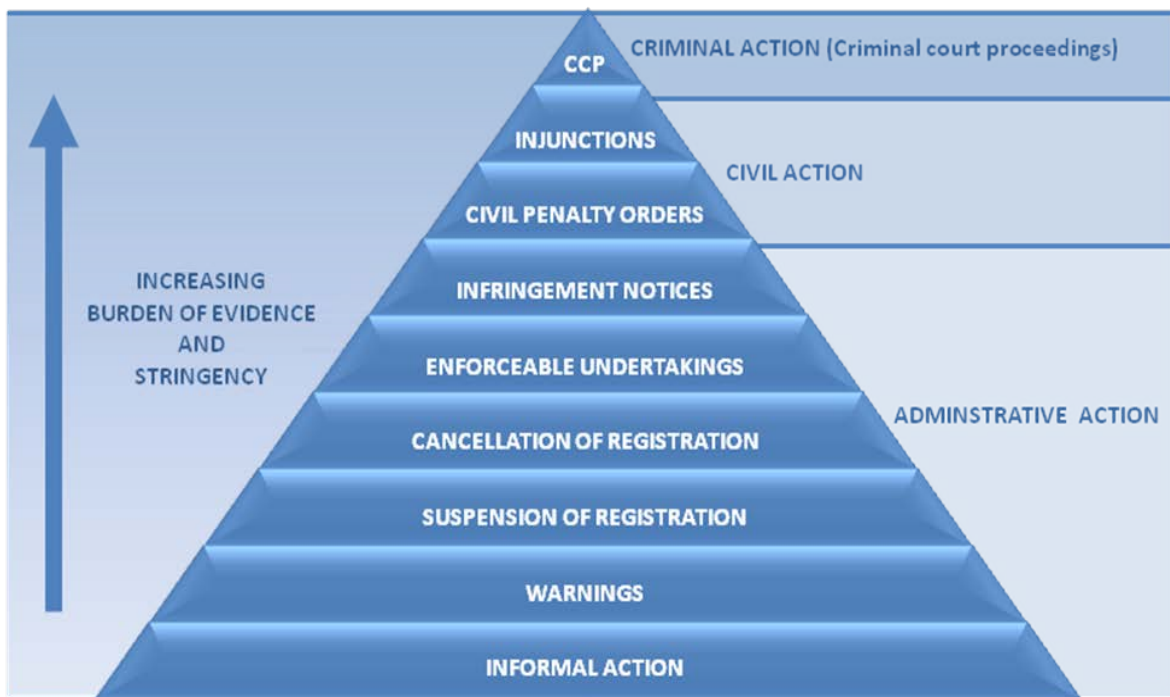 CCP
CRIMINAL ACTION (Criminal court proceedings)
INJUNCTIONS
CIVIL ACTION
CIVIL PENALTY ORDERS
INCREASING
BURDEN OF EVIDENCE
AND
STRINGENCY
INFRINGEMENT NOTICES
ENFORCEABLE UNDERTAKINGS
ADMINSTRATIVE ACTION
CANCELLATION OF REGISTRATION
SUSPENSION OF REGISTRATION
WARNINGS
INFORMAL ACTION